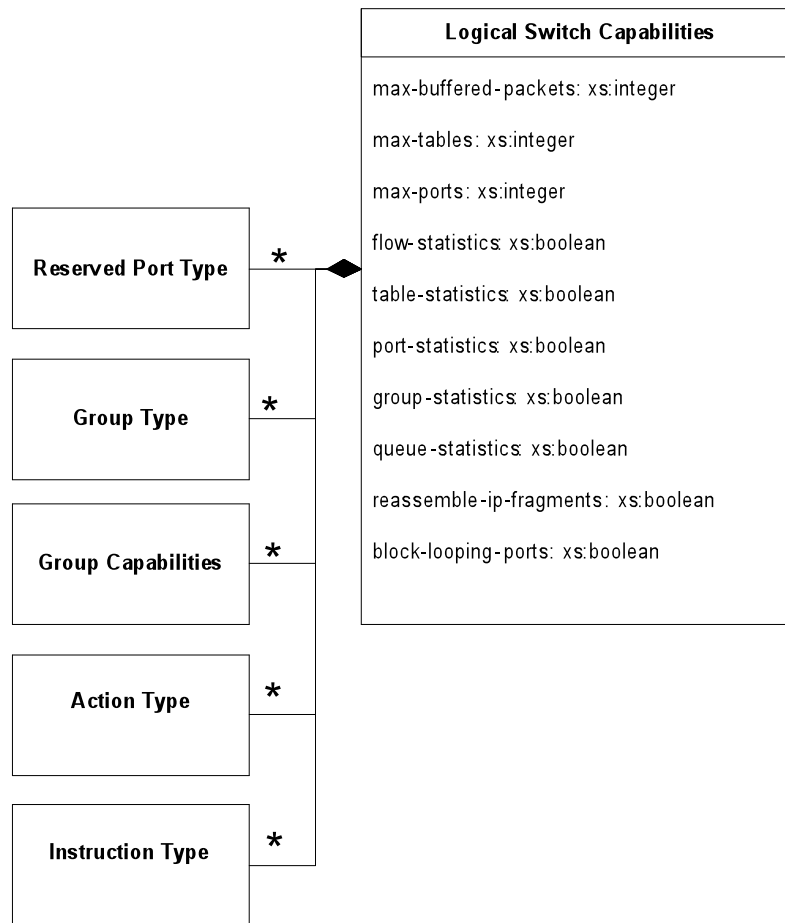 Logical Switch Capabilities
max-buffered-packets: xs:integer
max-tables: xs:integer
max-ports: xs:integer
flow-statistics: xs:boolean
table-statistics: xs:boolean
port-statistics: xs:boolean
group-statistics: xs:boolean
queue-statistics: xs:boolean
reassemble-ip-fragments: xs:boolean
block-looping-ports: xs:boolean
Reserved Port Type
*
Group Type
*
Group Capabilities
*
Action Type
*
Instruction Type
*